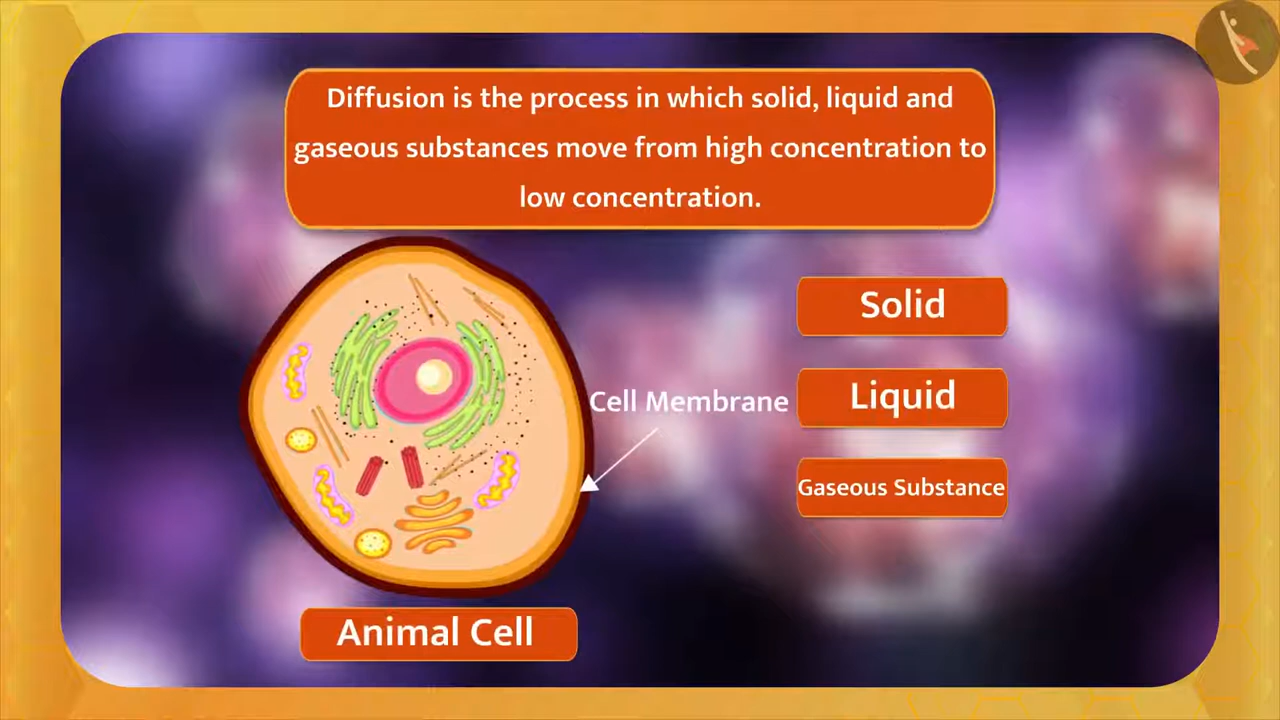 Diffusion is the process in which solid, liquid and
gaseous substances move from high concentration to
low concentration.
Solid
Liquid
Cell Membrane
Gaseous Substance
Animal Cell